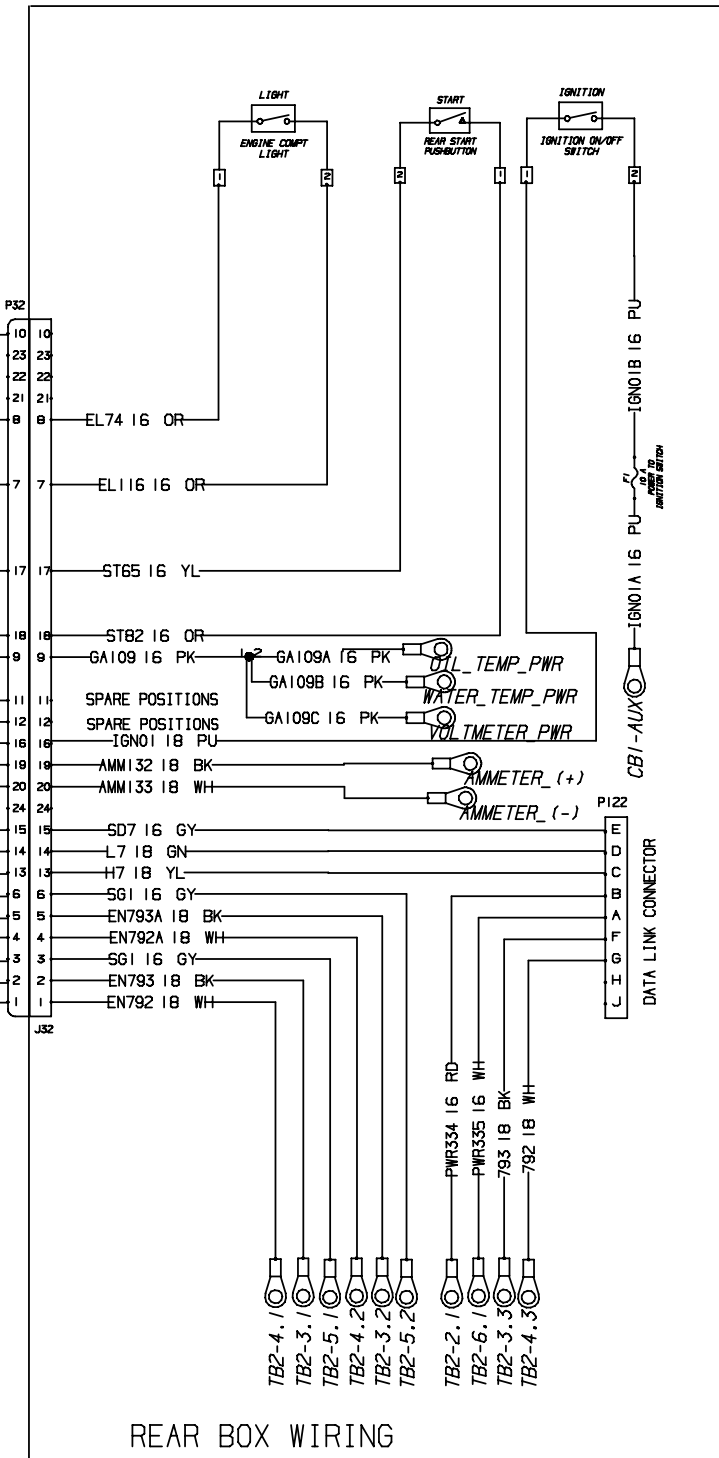 LIGHT
ENGINE COMPT
LIGHT
START
REAR START
PUSHBUTTON
IGNITION
IGNITION ON/OFF
SWITCH
1
2
2
1
1
2
P32
10 10
23 23
22 22
21 21
8 8 EL74 16 OR
7 7 EL116 16 OR
17 17 ST65 16 YL
18 18 ST82 16 OR
9 9 GA109 16 PK 1 2 GA109A 16 PK OIL_TEMP_PWR
GA109B 16 PK WATER_TEMP_PWR
11 11 SPARE POSITIONS
GA109C 16 PK VOLTMETER_PWR
12 12 SPARE POSITIONS
16 16 IGN01 18 PU
19 19 AMM132 18 BK AMMETER_(+)
20 20 AMM133 18 WH AMMETER_(-)
24 24
15 15 SD7 16 GY
14 14 L7 18 GN
13 13 H7 18 YL
6 6 SG1 16 GY
5 5 EN793A 18 BK
4 4 EN792A 18 WH
3 3 SG1 16 GY
2 2 EN793 18 BK
1 1 EN792 18 WH
J32
IGN01B 16 PU
F1
10 A
POWER TO
IGNITION SWITCH
IGN01A 16 PU
CB1-AUX
P122
E
D
C
B
A
F
G
H
J
DATA LINK CONNECTOR
PWR334 16 RD
PWR335 16 WH
793 18 BK
792 18 WH
TB2-4.1
TB2-3.1
TB2-5.1
TB2-4.2
TB2-3.2
TB2-5.2
TB2-2.1
TB2-6.1
TB2-3.3
TB2-4.3
REAR BOX WIRING